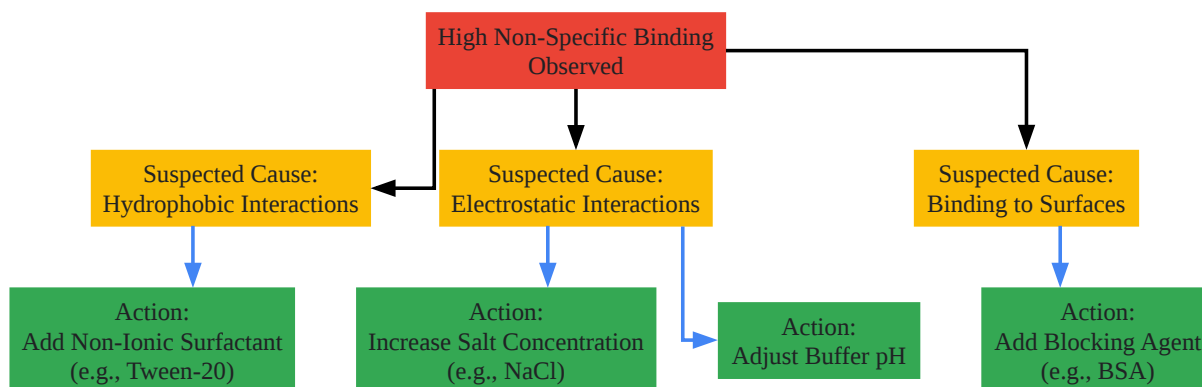 High Non-Specific Binding
Observed
Suspected Cause:
Hydrophobic Interactions
Suspected Cause:
Electrostatic Interactions
Suspected Cause:
Binding to Surfaces
Action:
Add Non-Ionic Surfactant
(e.g., Tween-20)
Action:
Increase Salt Concentration
(e.g., NaCl)
Action:
Adjust Buffer pH
Action:
Add Blocking Agent
(e.g., BSA)